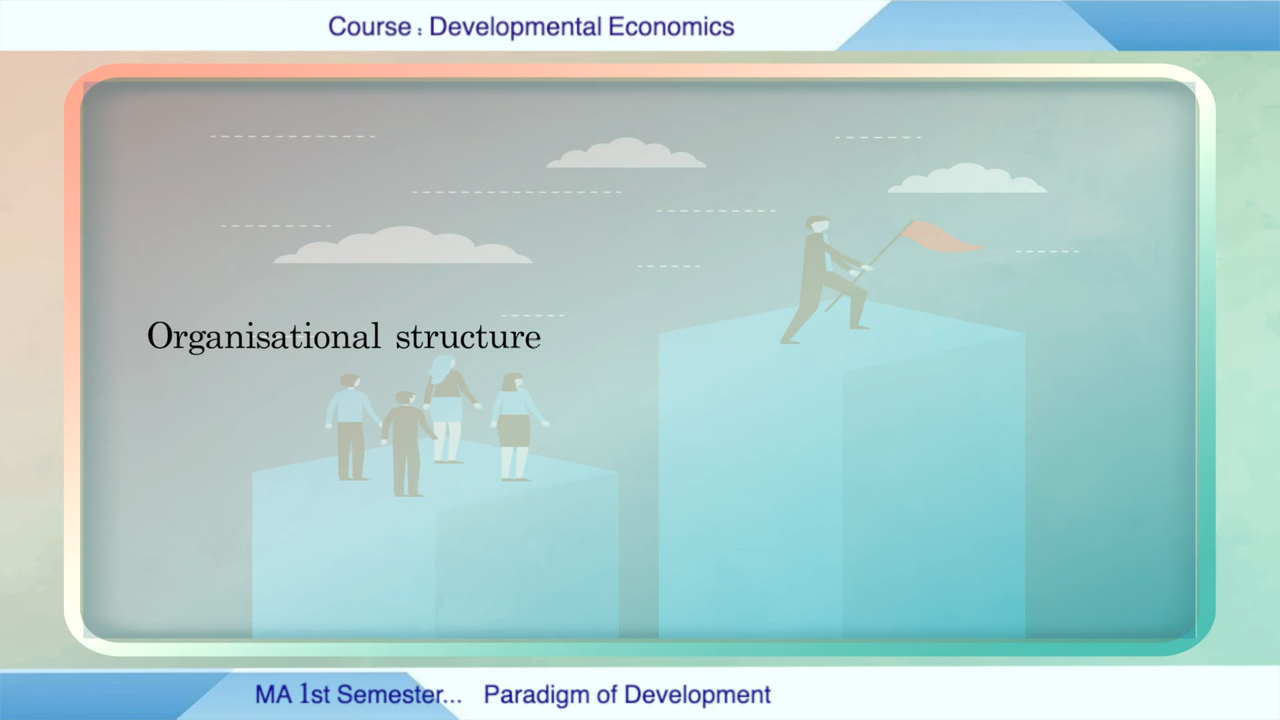 Course : Developmental Economics
Organisational structure
MA 1st Semester... Paradigm of Development